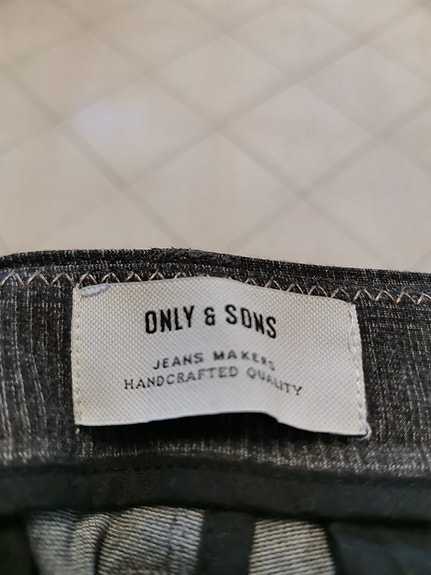 ONLY & SONS
JEANS MAKERS
HANDCRAFTED QUALITY